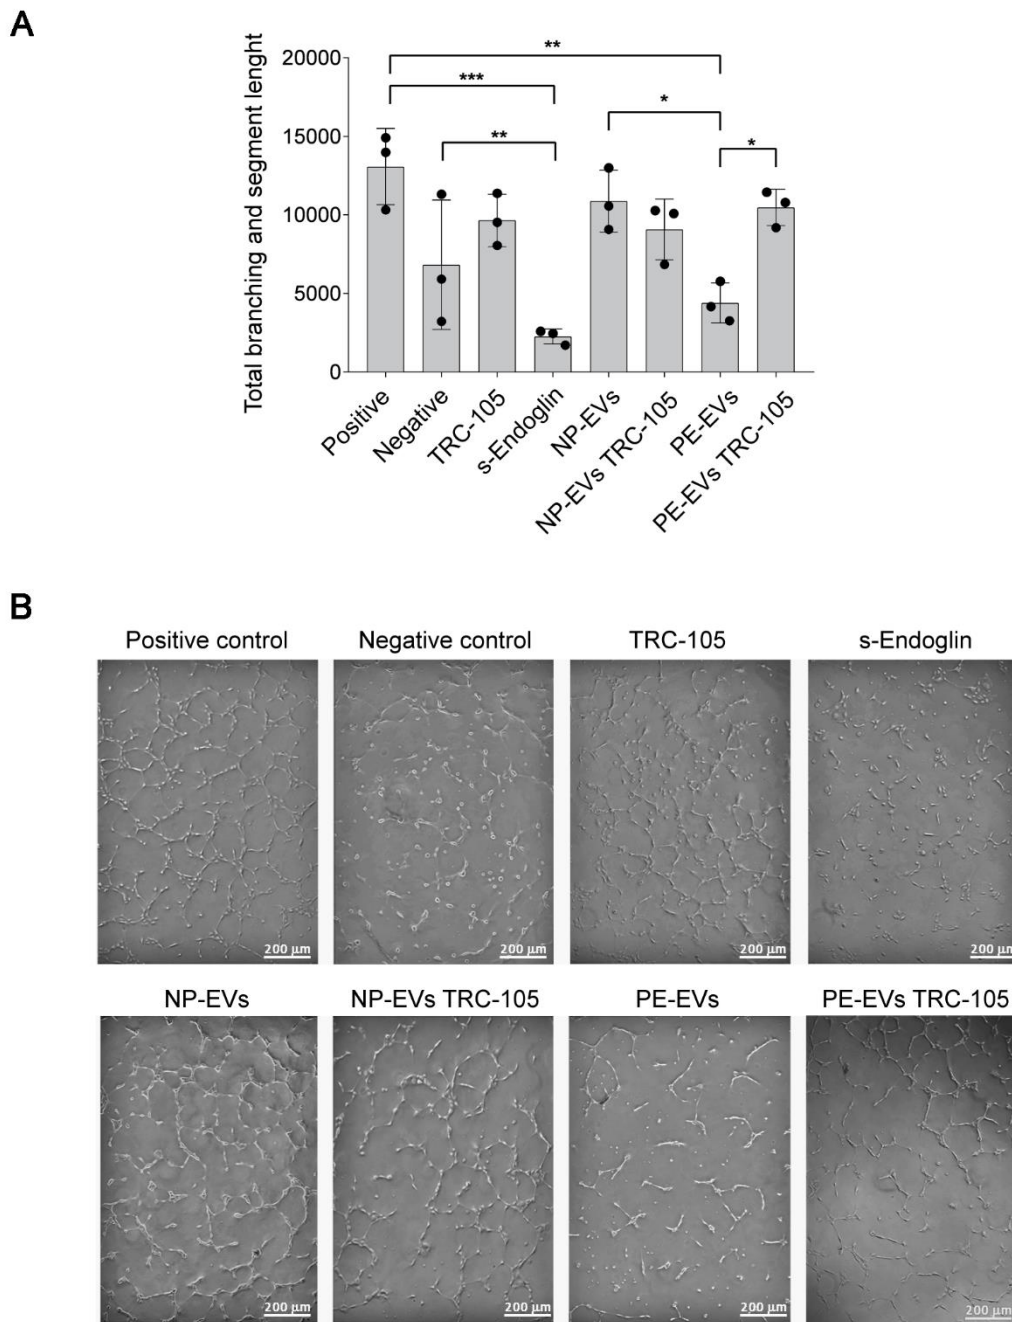 A
Total branching and segment lenght
20000
15000
10000
5000
0
**
***
**
*
*
Positive
Negative
TRC-105
s-Endoglin
NP-EVs
NP-EVs TRC-105
PE-EVs
PE-EVs TRC-105
B
Positive control
Negative control
TRC-105
s-Endoglin
200 µm
200 µm
200 µm
200 µm
NP-EVs
NP-EVs TRC-105
PE-EVs
PE-EVs TRC-105
200 µm
200 µm
200 µm
200 µm